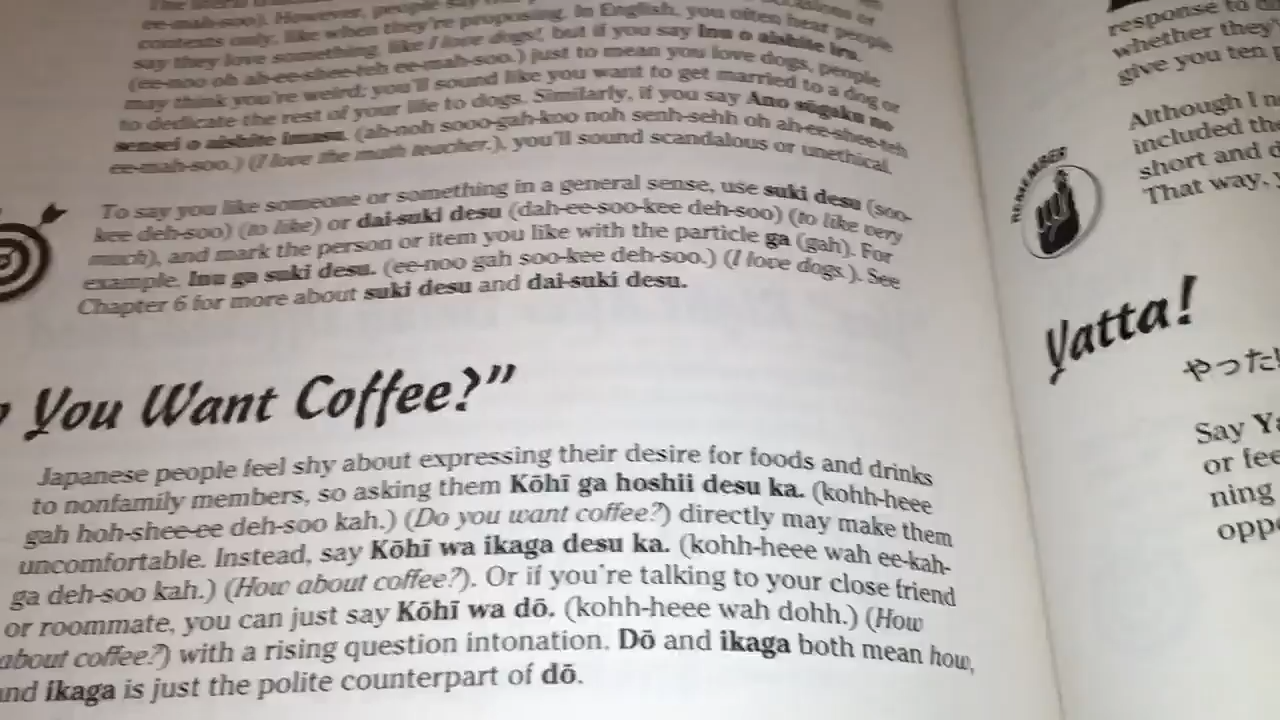 ee-mah-soo). However, people say
contexts only, like when they're proposing. In English, you often hear people
say they love something, like I love dogs!, but if you say Inu o aishite iru.
(ee-noo oh ah-ee-shee-teh ee-mah-soo.) just to mean you love dogs, people
may think you're weird; you'll sound like you want to get married to a dog or
to dedicate the rest of your life to dogs. Similarly, if you say Ano sūgaku no
sensei o aishite imasu. (ah-noh sooo-gah-koo noh senh-sehh oh ah-ee-shee-teh
ee-mah-soo.) (I love the math teacher.), you'll sound scandalous or unethical.
To say you like someone or something in a general sense, use suki desu (soo-
kee deh-soo) (to like) or dai-suki desu (dah-ee-soo-kee deh-soo) (to like very
much), and mark the person or item you like with the particle ga (gah). For
example, Inu ga suki desu. (ee-noo gah soo-kee deh-soo.) (I love dogs.). See
Chapter 6 for more about suki desu and dai-suki desu.
You Want Coffee?”
Japanese people feel shy about expressing their desire for foods and drinks
to nonfamily members, so asking them Kōhī ga hoshii desu ka. (kohh-heee
gah hoh-shee-ee deh-soo kah.) (Do you want coffee?) directly may make them
uncomfortable. Instead, say Kōhī wa ikaga desu ka. (kohh-heee wah ee-kah-
ga deh-soo kah.) (How about coffee?). Or if you're talking to your close friend
or roommate, you can just say Kōhī wa dō. (kohh-heee wah dohh.) (How
about coffee?) with a rising question intonation. Dō and ikaga both mean how,
and ikaga is just the polite counterpart of dō.
response to
whether they
give you ten
Although I
included the
REMEMBER
short and
That way,
Yatta!
やった!
Say
or
ning